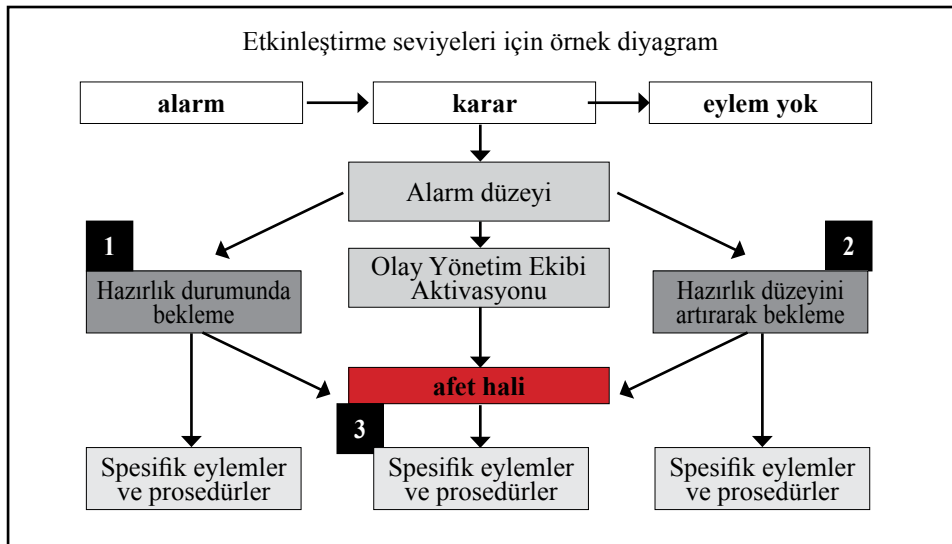 Etkinleştirme seviyeleri için örnek diyagram
alarm
karar
eylem yok
Alarm düzeyi
1
2
Hazırlık durumunda
bekleme
Olay Yönetim Ekibi
Aktivasyonu
Hazırlık düzeyini
artırarak bekleme
afet hali
3
Spesifik eylemler
ve prosedürler
Spesifik eylemler
ve prosedürler
Spesifik eylemler
ve prosedürler